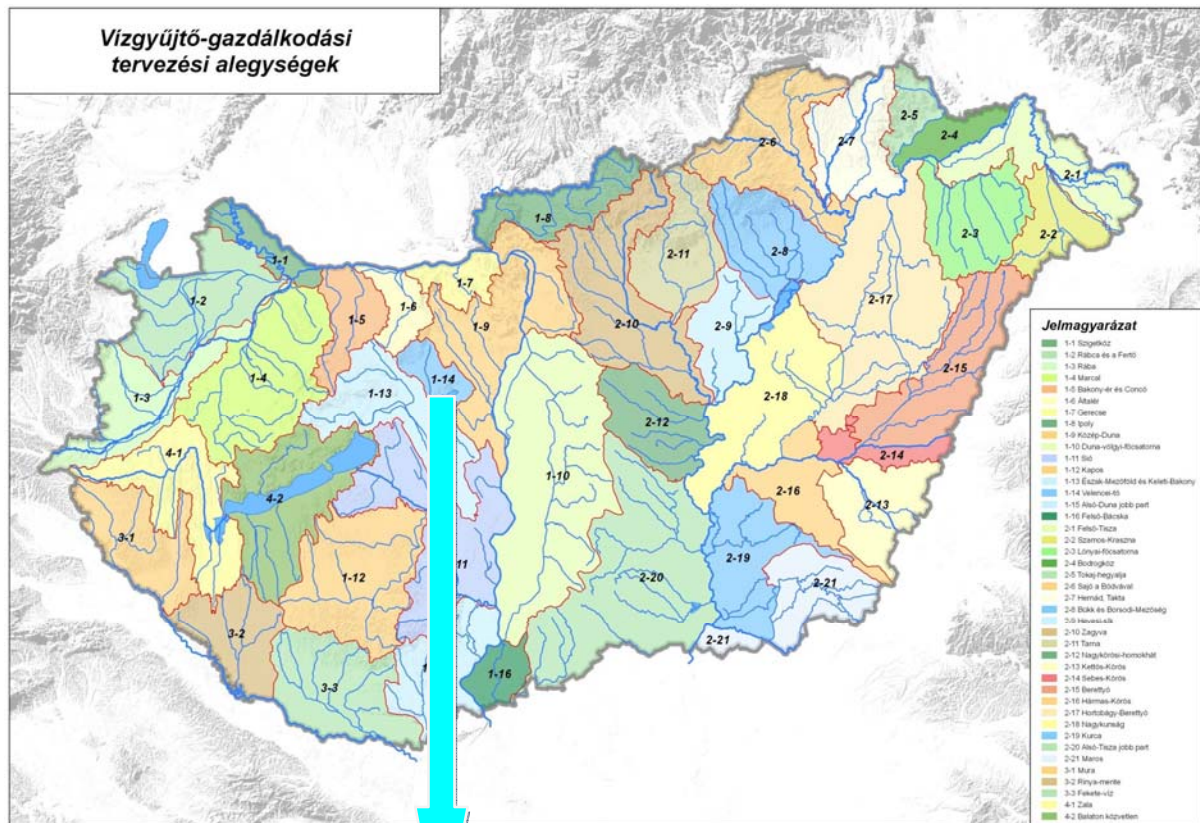 Vízgyűjtő-gazdálkodási
tervezési alegységek
2-5
2-4
2-6
2-7
2-1
1-8
2-3
2-2
1-1
2-11
2-8
1-2
1-7
1-6
2-17
1-5
1-9
2-10
2-9
1-14
1-4
1-13
1-3
2-15
2-18
2-12
2-14
4-1
1-10
4-2
2-16
2-13
3-1
2-19
11
1-12
2-20
2-21
3-2
2-21
1-16
3-3
Jelmagyarázat
1-1 Szigetköz
1-2 Rábca és a Fertő
1-3 Rába
1-4 Marcal
1-5 Bakony-ér és Concó
1-6 Általér
1-7 Gerecse
1-8 Ipoly
1-9 Közép-Duna
1-10 Duna-völgyi-főcsatorna
1-11 Sió
1-12 Kapos
1-13 Észak-Mezőföld és Keleti-Bakony
1-14 Velencei-tó
1-15 Alsó-Duna jobb part
1-16 Felső-Bácska
2-1 Felső-Tisza
2-2 Szamos-Kraszna
2-3 Lónyai-főcsatorna
2-4 Bodrogköz
2-5 Tokaj-hegyalja
2-6 Sajó a Bódvával
2-7 Hernád, Takta
2-8 Bükk és Borsodi-Mezőség
2-9 Hevesi-sík
2-10 Zagyva
2-11 Tarna
2-12 Nagykőrösi-homokhát
2-13 Kettős-Körös
2-14 Sebes-Körös
2-15 Berettyó
2-16 Hármas-Körös
2-17 Hortobágy-Berettyó
2-18 Nagykunság
2-19 Kurca
2-20 Alsó-Tisza jobb part
2-21 Maros
3-1 Mura
3-2 Rinya-mente
3-3 Fekete-víz
4-1 Zala
4-2 Balaton közvetlen